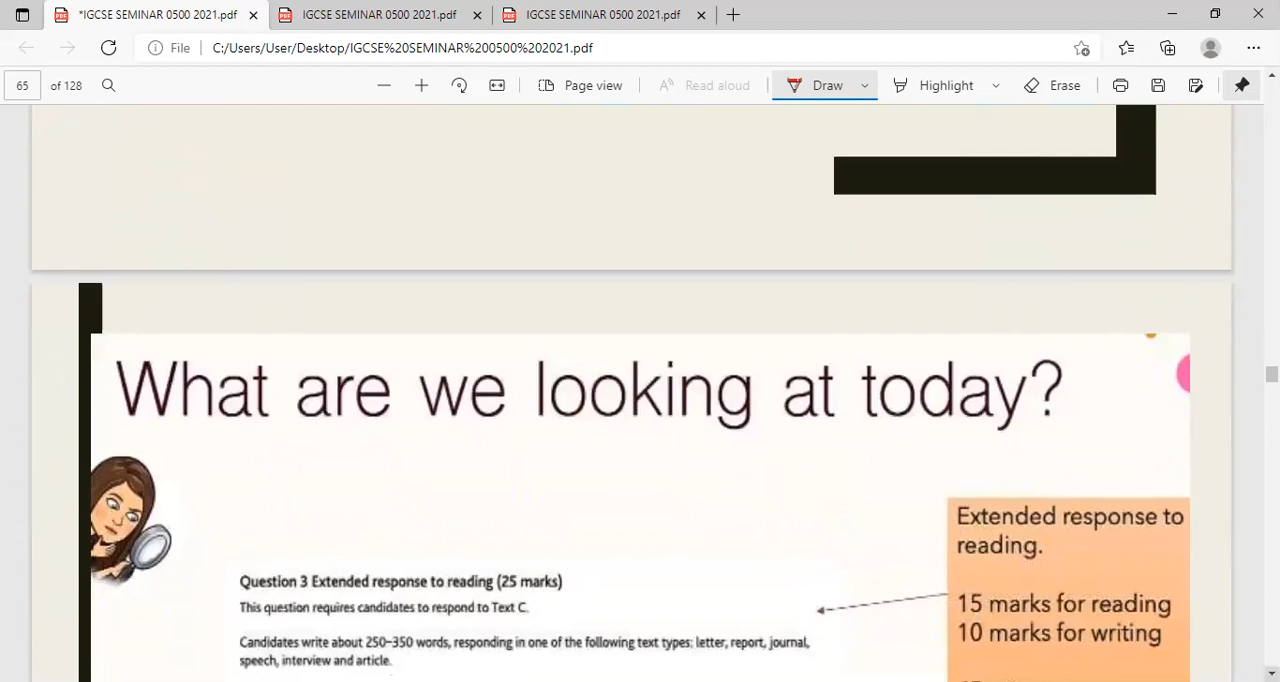 *IGCSE SEMINAR 0500 2021.pdf
IGCSE SEMINAR 0500 2021.pdf
IGCSE SEMINAR 0500 2021.pdf
File
C:/Users/User/Desktop/IGCSE%20SEMINAR%200500%202021.pdf
65 of 128
Page view
Read aloud
Draw
Highlight
Erase
What are we looking at today?
Question 3 Extended response to reading (25 marks)
This question requires candidates to respond to Text C.
Candidates write about 250–350 words, responding in one of the following text types: letter, report, journal,
speech, interview and article.
Extended response to
reading.
15 marks for reading
10 marks for writing